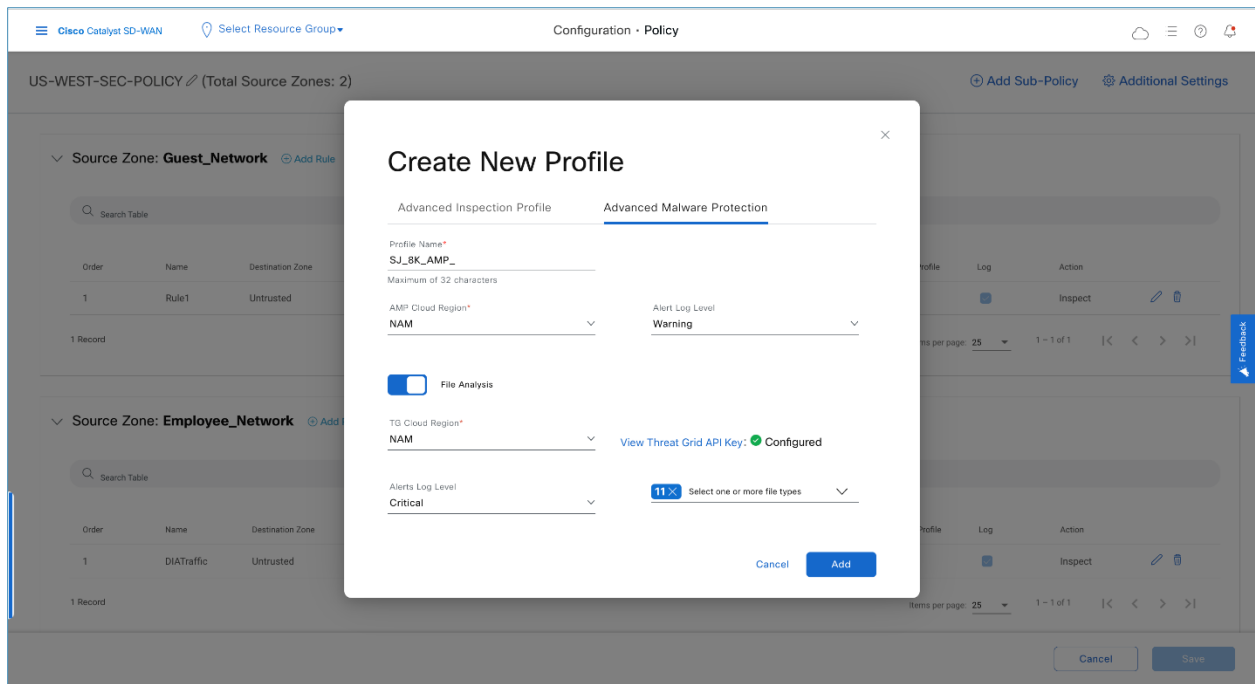 Cisco Catalyst SD-WAN Select Resource Group Configuration · Policy
US-WEST-SEC-POLICY (Total Source Zones: 2) Add Sub-Policy Additional Settings
Source Zone: Guest_Network Add Rule
Search Table
Order Name Destination Zone
1 Rule1 Untrusted
1 Record
Source Zone: Employee_Network Add
Search Table
Order Name Destination Zone
1 DIATraffic Untrusted
1 Record
Create New Profile
Advanced Inspection Profile Advanced Malware Protection
Profile Name*
SJ_8K_AMP_
Maximum of 32 characters
AMP Cloud Region* Alert Log Level
NAM Warning
File Analysis
TG Cloud Region*
NAM View Threat Grid API Key: Configured
Alerts Log Level
Critical 11 Select one or more file types
Cancel Add
Log Action
Inspect
per page: 25 1 – 1 of 1
Log Action
Inspect
Items per page: 25 1 – 1 of 1
Feedback
Cancel Save